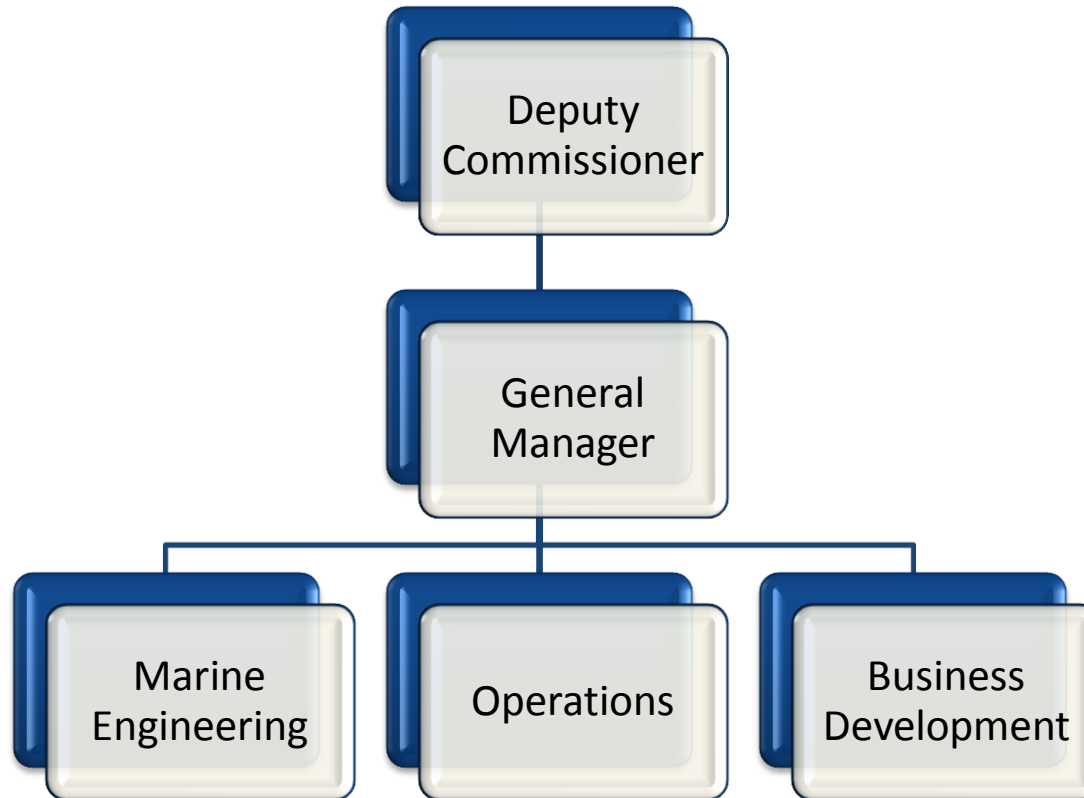 Deputy
Commissioner
General
Manager
Marine
Engineering
Operations
Business
Development